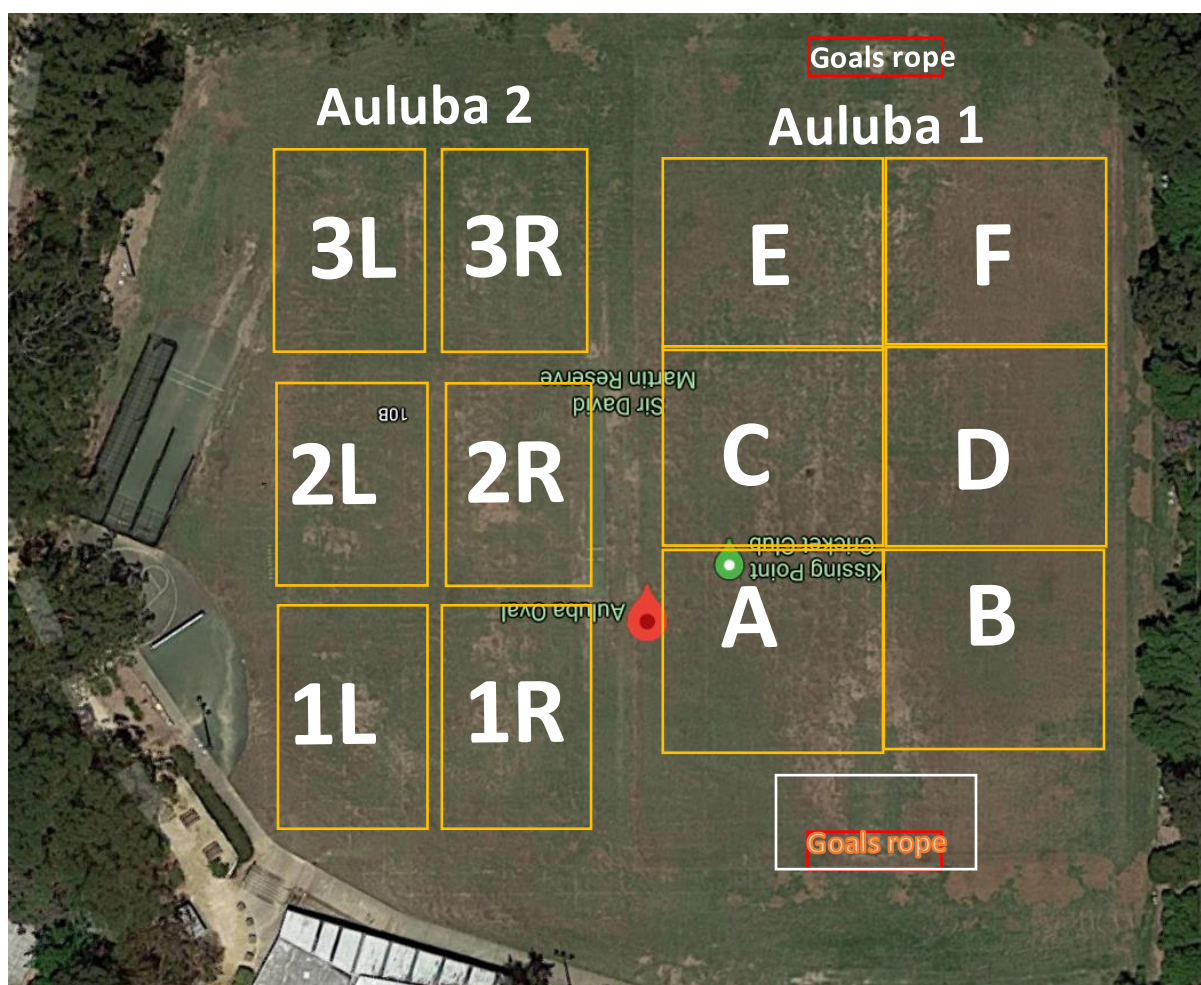 Goals rope
Auluba 2
Auluba 1
3L
3R
E
F
Martin Reserve
Sir David
10B
2L
2R
C
D
Cricket Club
Kissing Point
Auluba Oval
A
B
1L
1R
Goals rope